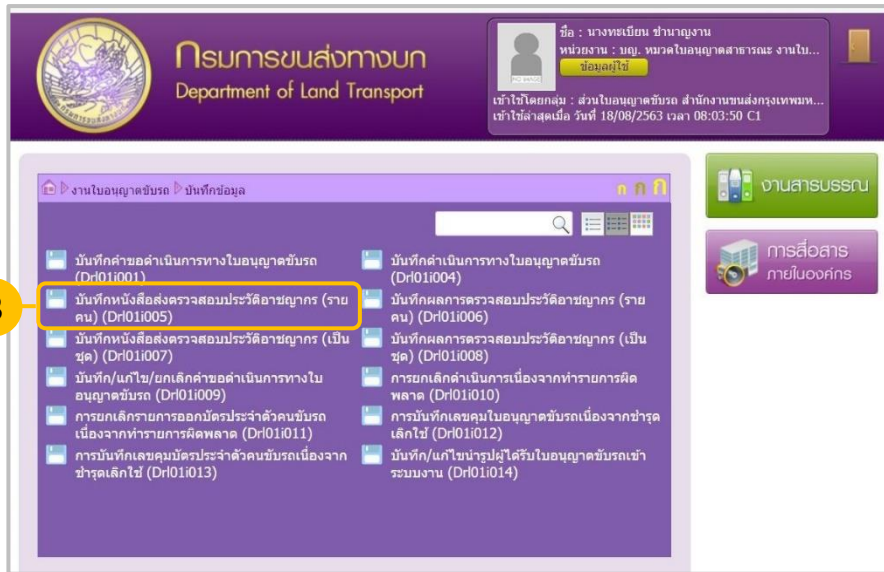 กรมการขนส่งทางบก
Department of Land Transport
ชื่อ : นางทะเบียน ชำนาญงาน
หน่วยงาน : บญ. หมวดใบอนุญาตสาธารณะ งานใบ...
ข้อมูลผู้ใช้
เข้าใช้โดยกลุ่ม : ส่วนใบอนุญาตขับรถ สำนักงานขนส่งกรุงเทพมห...
เข้าใช้ล่าสุดเมื่อ วันที่ 18/08/2563 เวลา 08:03:50 C1
งานใบอนุญาตขับรถ บันทึกข้อมูล
ก ก ก
บันทึกคำขอดำเนินการทางใบอนุญาตขับรถ
(Drl01i001)
บันทึกหนังสือส่งตรวจสอบประวัติอาชญากร (ราย
คน) (Drl01i005)
บันทึกหนังสือส่งตรวจสอบประวัติอาชญากร (เป็น
ชุด) (Drl01i007)
บันทึก/แก้ไข/ยกเลิกคำขอดำเนินการทางใบ
อนุญาตขับรถ (Drl01i009)
การยกเลิกรายการออกบัตรประจำตัวคนขับรถ
เนื่องจากทำรายการผิดพลาด (Drl01i011)
การบันทึกเลขคุมบัตรประจำตัวคนขับรถเนื่องจาก
ชำรุดเลิกใช้ (Drl01i013)
บันทึกดำเนินการทางใบอนุญาตขับรถ
(Drl01i004)
บันทึกผลการตรวจสอบประวัติอาชญากร (ราย
คน) (Drl01i006)
บันทึกผลการตรวจสอบประวัติอาชญากร (เป็น
ชุด) (Drl01i008)
การยกเลิกดำเนินการเนื่องจากทำรายการผิด
พลาด (Drl01i010)
การบันทึกเลขคุมใบอนุญาตขับรถเนื่องจากชำรุด
เลิกใช้ (Drl01i012)
บันทึก/แก้ไขนำรูปผู้ได้รับใบอนุญาตขับรถเข้า
ระบบงาน (Drl01i014)
งานสารบรรณ
การสื่อสาร
ภายในองค์กร